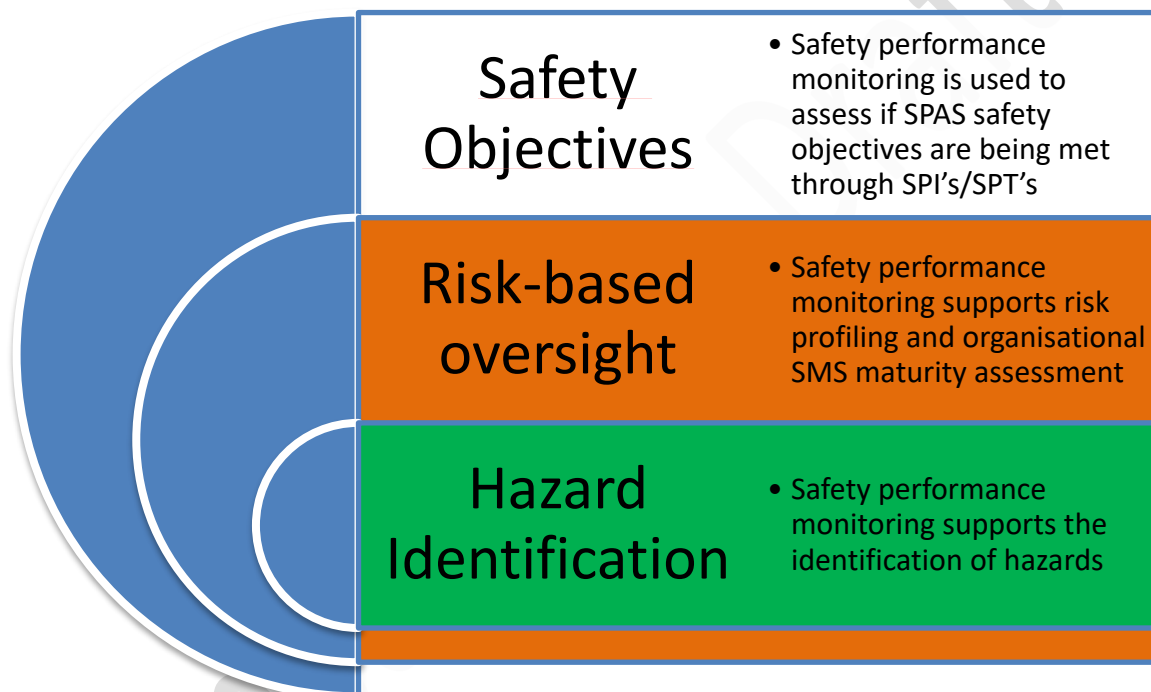 Safety
Objectives
• Safety performance
monitoring is used to
assess if SPAS safety
objectives are being met
through SPI's/SPT's
Risk-based
oversight
• Safety performance
monitoring supports risk
profiling and organisational
SMS maturity assessment
Hazard
Identification
• Safety performance
monitoring supports the
identification of hazards